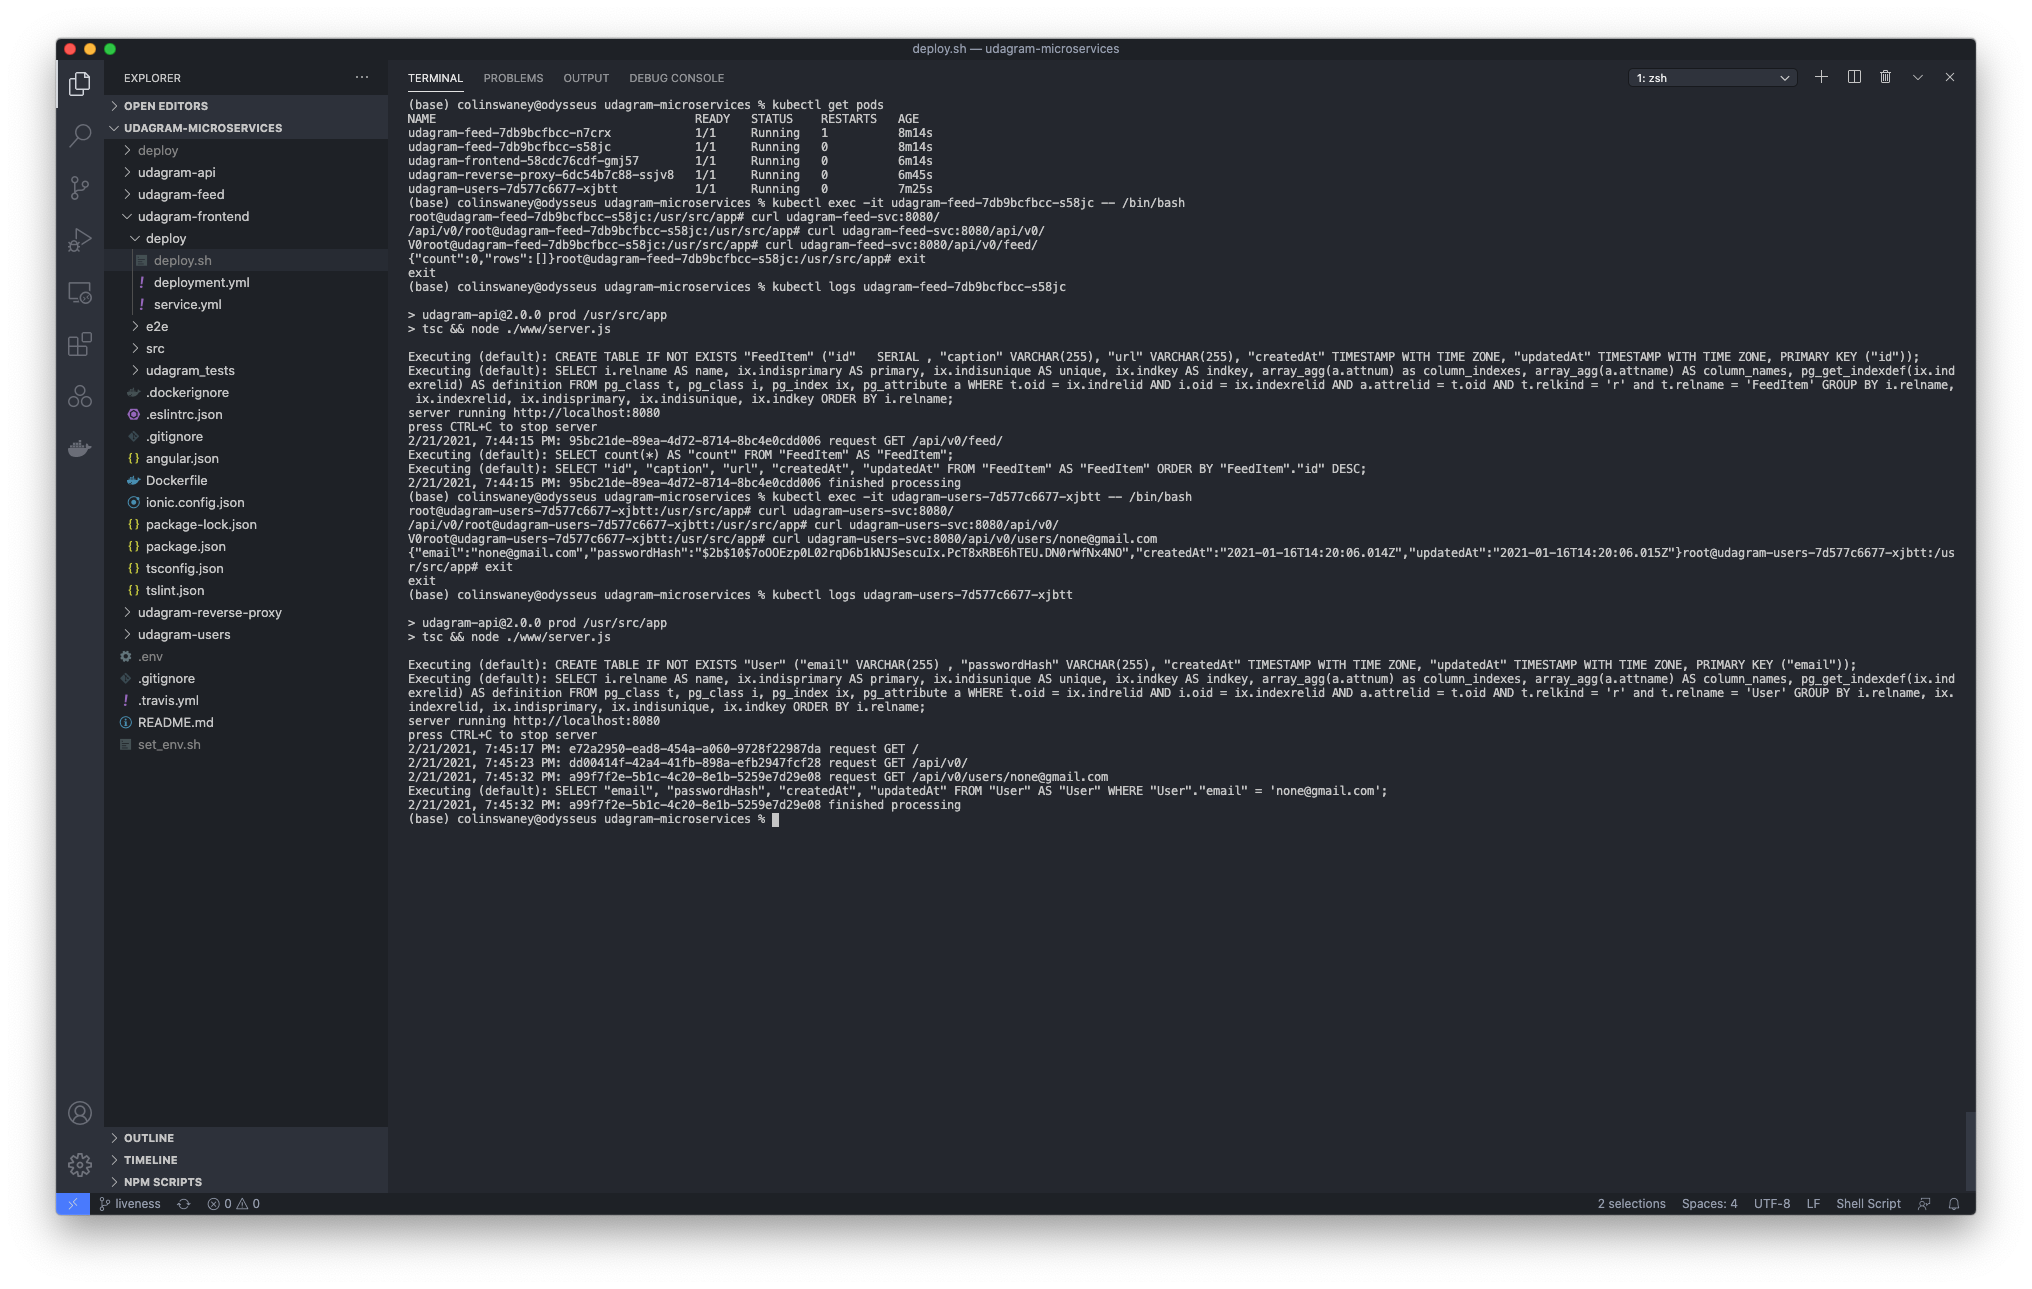 deploy.sh — udagram-microservices
EXPLORER
OPEN EDITORS
UDAGRAM-MICROSERVICES
deploy
udagram-api
udagram-feed
udagram-frontend
deploy
deploy.sh
! deployment.yml
! service.yml
e2e
src
udagram_tests
.dockerignore
.eslintrc.json
.gitignore
{} angular.json
Dockerfile
ionic.config.json
{} package-lock.json
{} package.json
{} tsconfig.json
{} tslint.json
udagram-reverse-proxy
udagram-users
.env
.gitignore
! .travis.yml
README.md
set_env.sh
OUTLINE
TIMELINE
NPM SCRIPTS
TERMINAL PROBLEMS OUTPUT DEBUG CONSOLE 1: zsh
(base) colinswaney@odysseus udagram-microservices % kubectl get pods
NAME READY STATUS RESTARTS AGE
udagram-feed-7db9bcfbcc-n7crx 1/1 Running 1 8m14s
udagram-feed-7db9bcfbcc-s58jc 1/1 Running 0 8m14s
udagram-frontend-58cdc76cdf-gmj57 1/1 Running 0 6m14s
udagram-reverse-proxy-6dc54b7c88-ssjv8 1/1 Running 0 6m45s
udagram-users-7d577c6677-xjbtt 1/1 Running 0 7m25s
(base) colinswaney@odysseus udagram-microservices % kubectl exec -it udagram-feed-7db9bcfbcc-s58jc -- /bin/bash
root@udagram-feed-7db9bcfbcc-s58jc:/usr/src/app# curl udagram-feed-svc:8080/
/api/v0/root@udagram-feed-7db9bcfbcc-s58jc:/usr/src/app# curl udagram-feed-svc:8080/api/v0/
V0root@udagram-feed-7db9bcfbcc-s58jc:/usr/src/app# curl udagram-feed-svc:8080/api/v0/feed/
{"count":0,"rows":[]}root@udagram-feed-7db9bcfbcc-s58jc:/usr/src/app# exit
exit
(base) colinswaney@odysseus udagram-microservices % kubectl logs udagram-feed-7db9bcfbcc-s58jc
> udagram-api@2.0.0 prod /usr/src/app
> tsc && node ./www/server.js
Executing (default): CREATE TABLE IF NOT EXISTS "FeedItem" ("id"   SERIAL , "caption" VARCHAR(255), "url" VARCHAR(255), "createdAt" TIMESTAMP WITH TIME ZONE, "updatedAt" TIMESTAMP WITH TIME ZONE, PRIMARY KEY ("id"));
Executing (default): SELECT i.relname AS name, ix.indisprimary AS primary, ix.indisunique AS unique, ix.indkey AS indkey, array_agg(a.attnum) as column_indexes, array_agg(a.attname) AS column_names, pg_get_indexdef(ix.ind
exrelid) AS definition FROM pg_class t, pg_class i, pg_index ix, pg_attribute a WHERE t.oid = ix.indrelid AND i.oid = ix.indexrelid AND a.attrelid = t.oid AND t.relkind = 'r' and t.relname = 'FeedItem' GROUP BY i.relname,
ix.indexrelid, ix.indisprimary, ix.indisunique, ix.indkey ORDER BY i.relname;
server running http://localhost:8080
press CTRL+C to stop server
2/21/2021, 7:44:15 PM: 95bc21de-89ea-4d72-8714-8bc4e0cdd006 request GET /api/v0/feed/
Executing (default): SELECT count(*) AS "count" FROM "FeedItem" AS "FeedItem";
Executing (default): SELECT "id", "caption", "url", "createdAt", "updatedAt" FROM "FeedItem" AS "FeedItem" ORDER BY "FeedItem"."id" DESC;
2/21/2021, 7:44:15 PM: 95bc21de-89ea-4d72-8714-8bc4e0cdd006 finished processing
(base) colinswaney@odysseus udagram-microservices % kubectl exec -it udagram-users-7d577c6677-xjbtt -- /bin/bash
root@udagram-users-7d577c6677-xjbtt:/usr/src/app# curl udagram-users-svc:8080/
/api/v0/root@udagram-users-7d577c6677-xjbtt:/usr/src/app# curl udagram-users-svc:8080/api/v0/
V0root@udagram-users-7d577c6677-xjbtt:/usr/src/app# curl udagram-users-svc:8080/api/v0/users/none@gmail.com
{"email":"none@gmail.com","passwordHash":"$2b$10$7oOOEzp0L02rqD6b1kNJSescuIx.PcT8xRBE6hTEU.DN0rWfNx4NO","createdAt":"2021-01-16T14:20:06.014Z","updatedAt":"2021-01-16T14:20:06.015Z"}root@udagram-users-7d577c6677-xjbtt:/us
r/src/app# exit
exit
(base) colinswaney@odysseus udagram-microservices % kubectl logs udagram-users-7d577c6677-xjbtt
> udagram-api@2.0.0 prod /usr/src/app
> tsc && node ./www/server.js
Executing (default): CREATE TABLE IF NOT EXISTS "User" ("email" VARCHAR(255) , "passwordHash" VARCHAR(255), "createdAt" TIMESTAMP WITH TIME ZONE, "updatedAt" TIMESTAMP WITH TIME ZONE, PRIMARY KEY ("email"));
Executing (default): SELECT i.relname AS name, ix.indisprimary AS primary, ix.indisunique AS unique, ix.indkey AS indkey, array_agg(a.attnum) as column_indexes, array_agg(a.attname) AS column_names, pg_get_indexdef(ix.ind
exrelid) AS definition FROM pg_class t, pg_class i, pg_index ix, pg_attribute a WHERE t.oid = ix.indrelid AND i.oid = ix.indexrelid AND a.attrelid = t.oid AND t.relkind = 'r' and t.relname = 'User' GROUP BY i.relname, ix.
indexrelid, ix.indisprimary, ix.indisunique, ix.indkey ORDER BY i.relname;
server running http://localhost:8080
press CTRL+C to stop server
2/21/2021, 7:45:17 PM: e72a2950-ead8-454a-a060-9728f22987da request GET /
2/21/2021, 7:45:23 PM: dd00414f-42a4-41fb-898a-efb2947fcf28 request GET /api/v0/
2/21/2021, 7:45:32 PM: a99f7f2e-5b1c-4c20-8e1b-5259e7d29e08 request GET /api/v0/users/none@gmail.com
Executing (default): SELECT "email", "passwordHash", "createdAt", "updatedAt" FROM "User" AS "User" WHERE "User"."email" = 'none@gmail.com';
2/21/2021, 7:45:32 PM: a99f7f2e-5b1c-4c20-8e1b-5259e7d29e08 finished processing
(base) colinswaney@odysseus udagram-microservices %
liveness 0 0 2 selections Spaces: 4 UTF-8 LF Shell Script